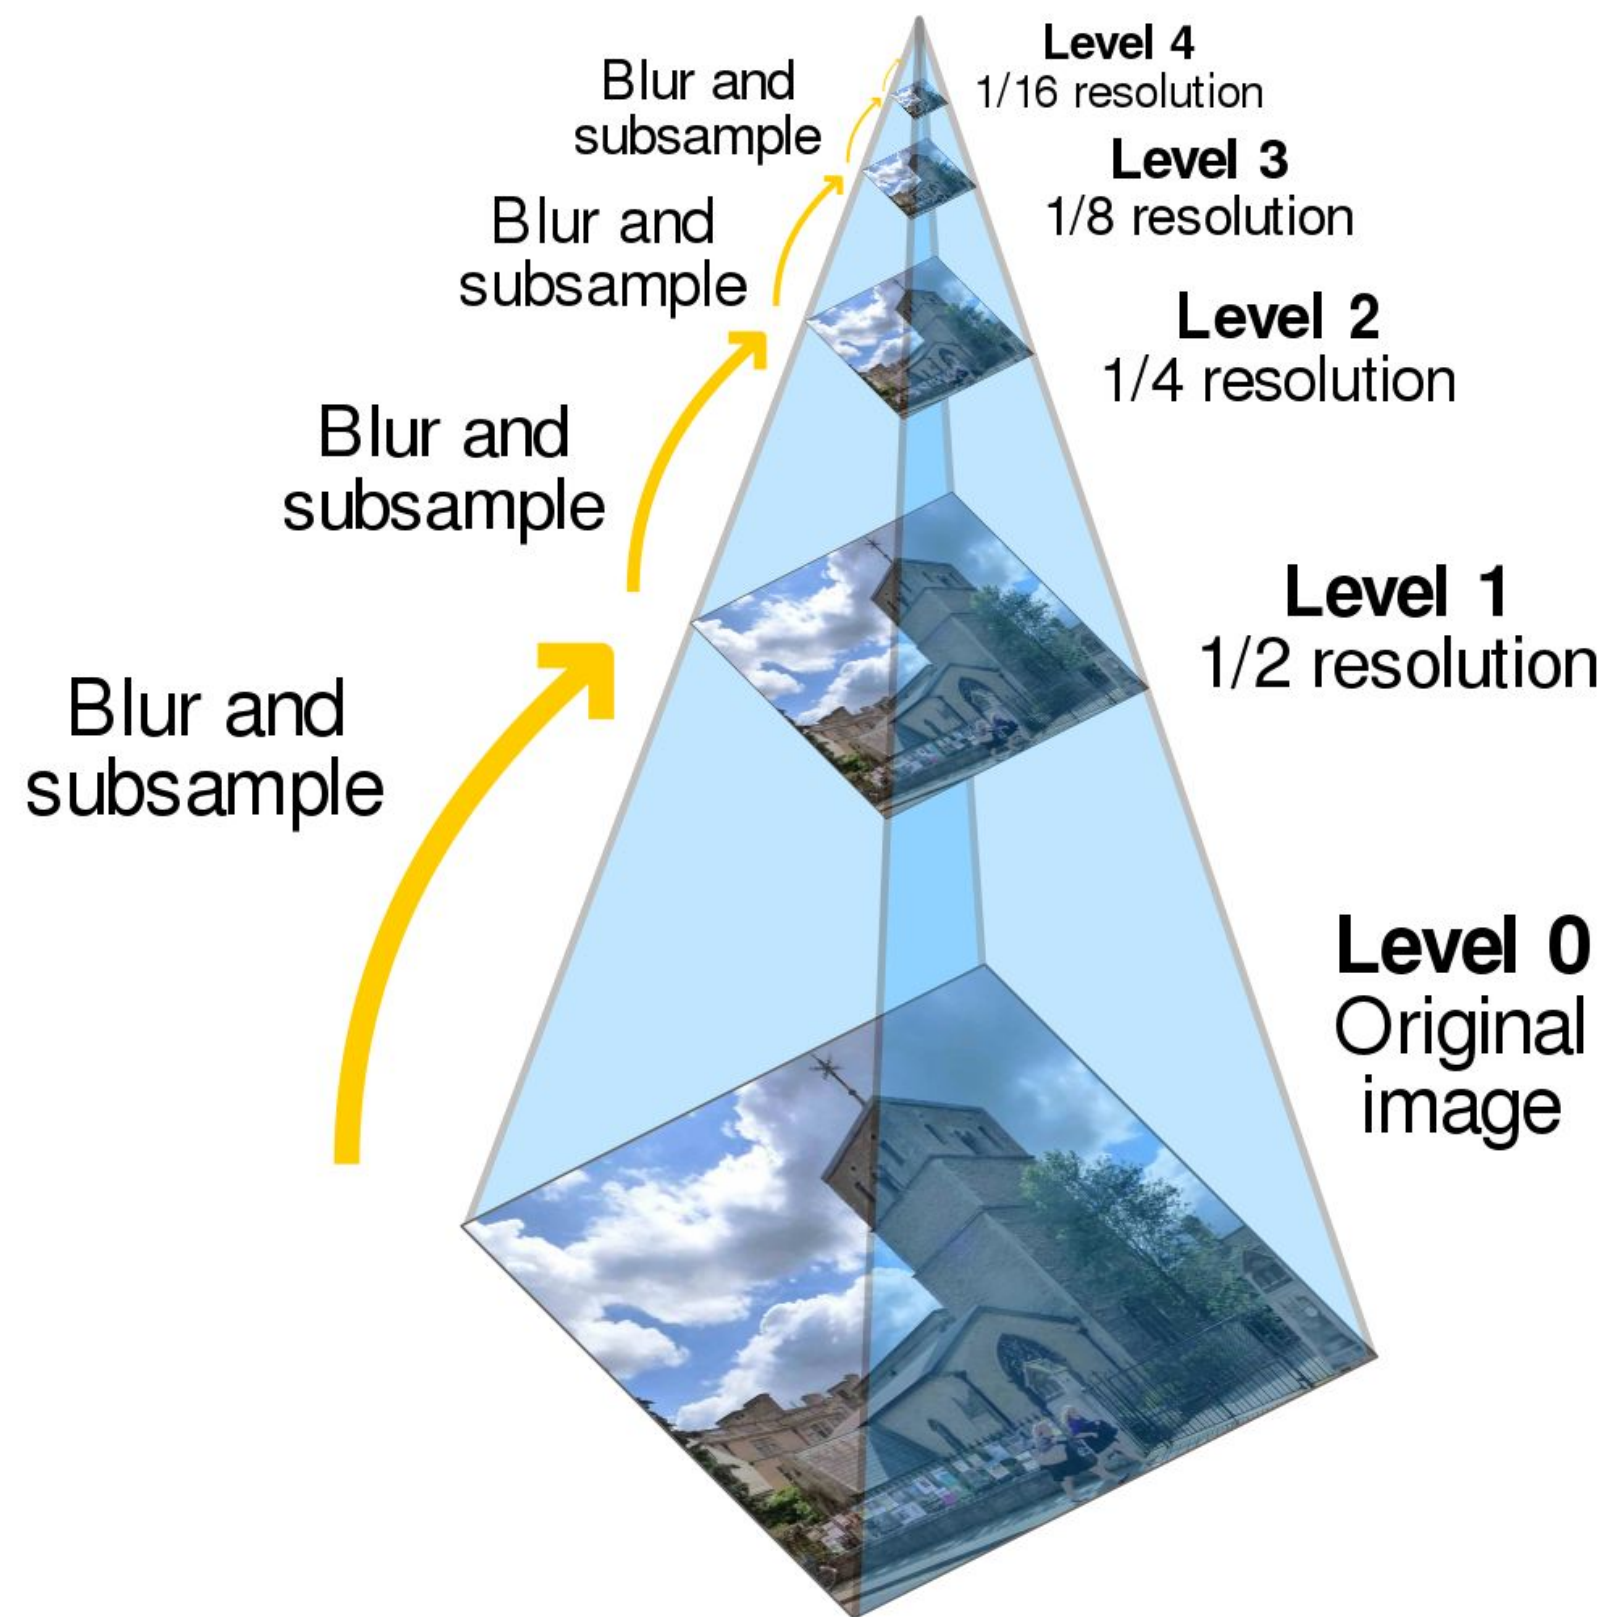 Level 4
1/16 resolution
Blur and
subsample
Level 3
1/8 resolution
Blur and
subsample
Level 2
1/4 resolution
Blur and
subsample
Level 1
1/2 resolution
Blur and
subsample
Level 0
Original
image